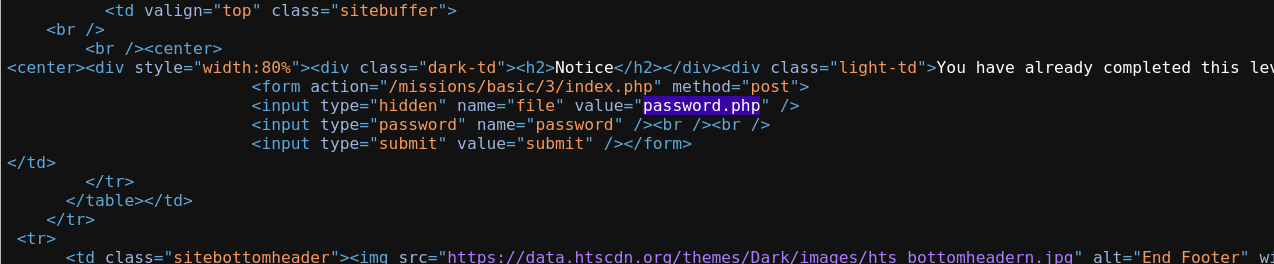 <td valign="top" class="sitebuffer">
<br />
<br /><center>
<center><div style="width:80%"><div class="dark-td"><h2>Notice</h2></div><div class="light-td">You have already completed this lev
<form action="/missions/basic/3/index.php" method="post">
<input type="hidden" name="file" value="password.php" />
<input type="password" name="password" /><br /><br />
<input type="submit" value="submit" /></form>
</td>
</tr>
</table></td>
</tr>
<tr>
<td class="sitebottomheader"><img src="https://data.htscdn.org/themes/Dark/images/hts_bottomheadern.jpg" alt="End Footer" wi